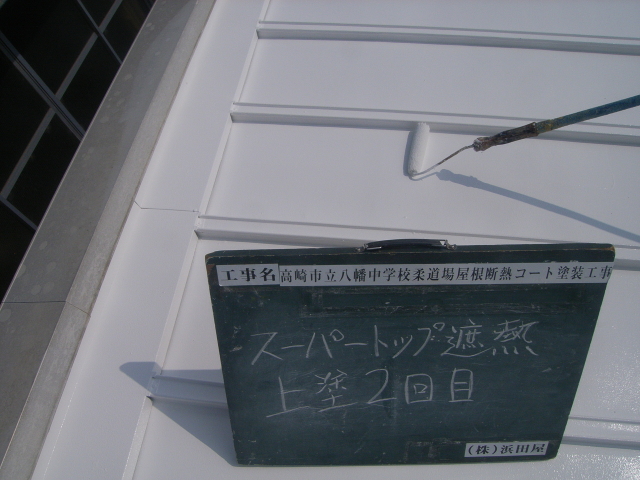 工事名 高崎市立八幡中学校柔道場屋根断熱コート塗装工事
スーパートップ遮熱
上塗2回目
(株)浜田屋